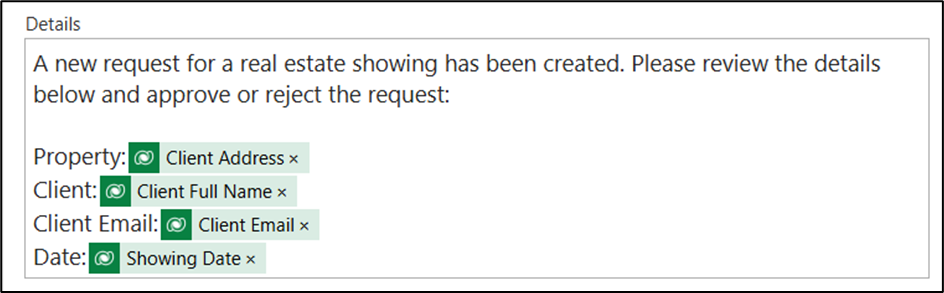 Details
A new request for a real estate showing has been created. Please review the details
below and approve or reject the request:
Property: Client Address ×
Client: Client Full Name ×
Client Email: Client Email ×
Date: Showing Date ×